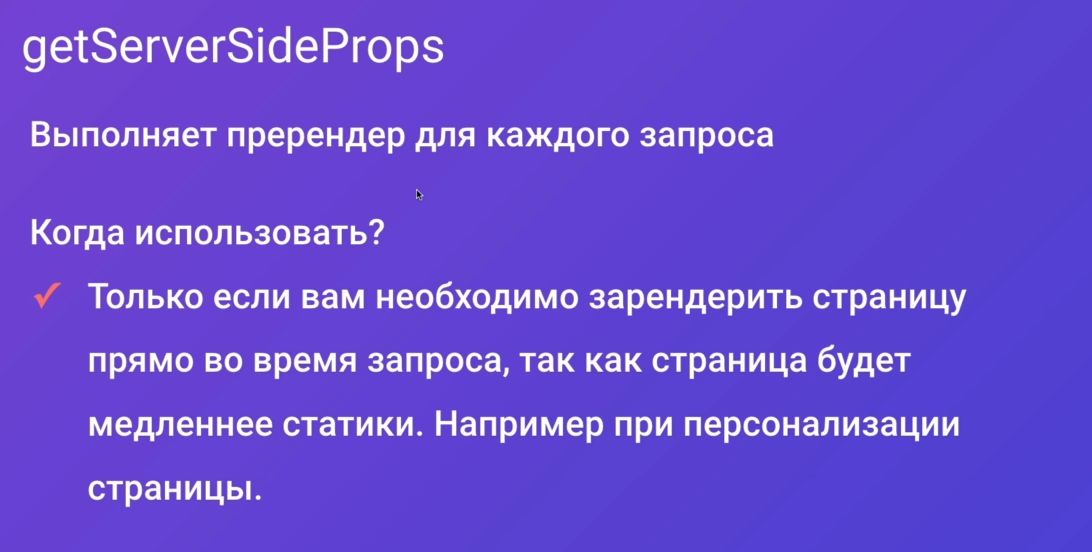 getServerSideProps
Выполняет пререндер для каждого запроса
Когда использовать?
Только если вам необходимо зарендерить страницу
прямо во время запроса, так как страница будет
медленнее статики. Например при персонализации
страницы.